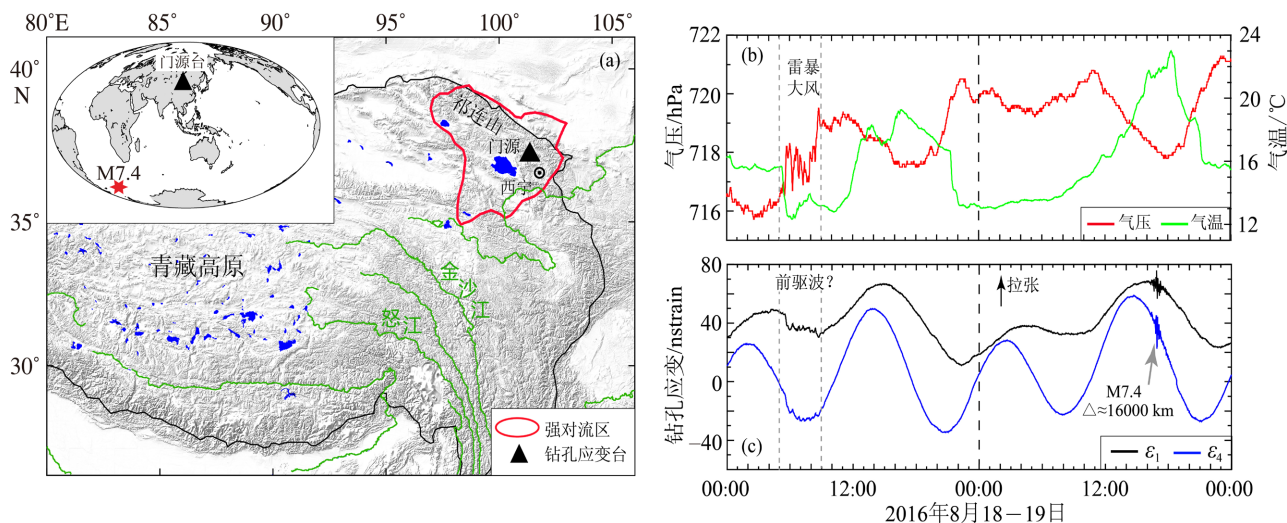 80°E
85°
90°
95°
100°
105°
40°
N
35°
30°
(a)
门源台
M7.4
祁连山
门源
西宁
青藏高原
金沙江
怒江
强对流区
钻孔应变台
(b)
雷暴
大风
722
720
718
716
气压/hPa
24
22
20
18
16
14
12
气温/℃
气压
气温
(c)
前驱波?
拉张
80
40
0
−40
钻孔应变/nstrain
M7.4
△≈16000 km
ε1
ε4
00:00
12:00
00:00
12:00
00:00
2016年8月18－19日